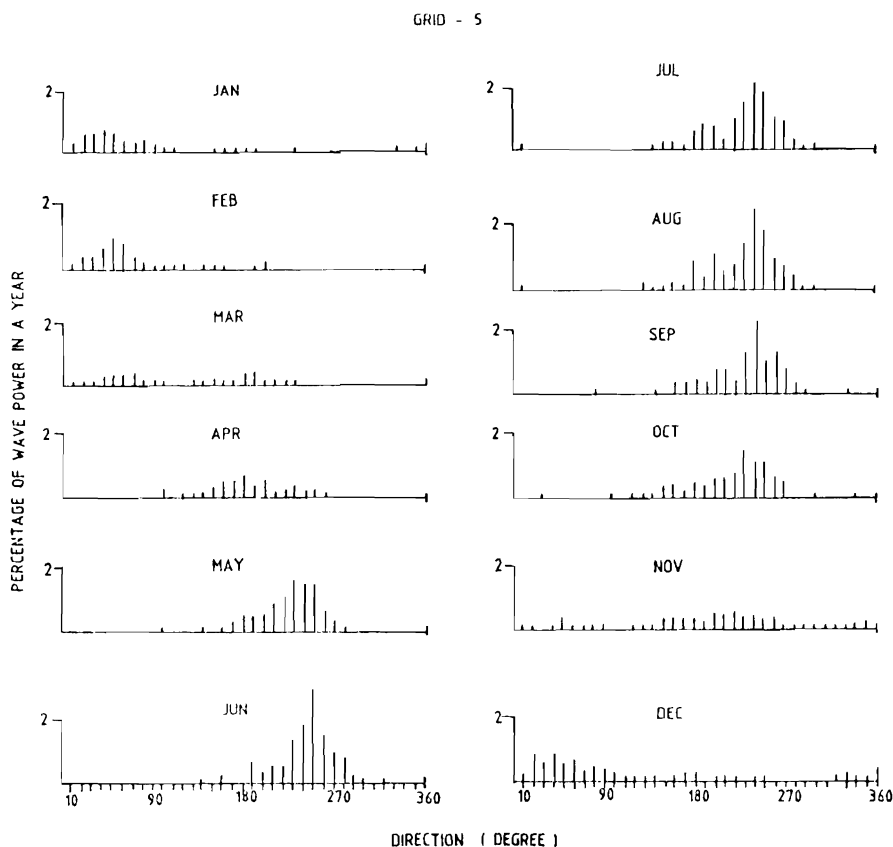 GRID - 5
PERCENTAGE OF WAVE POWER IN A YEAR
JAN
2
FEB
2
MAR
2
APR
2
MAY
2
JUN
2
10 90 180 270 360
JUL
2
AUG
2
SEP
2
OCT
2
NOV
2
DEC
2
10 90 180 270 360
DIRECTION ( DEGREE )